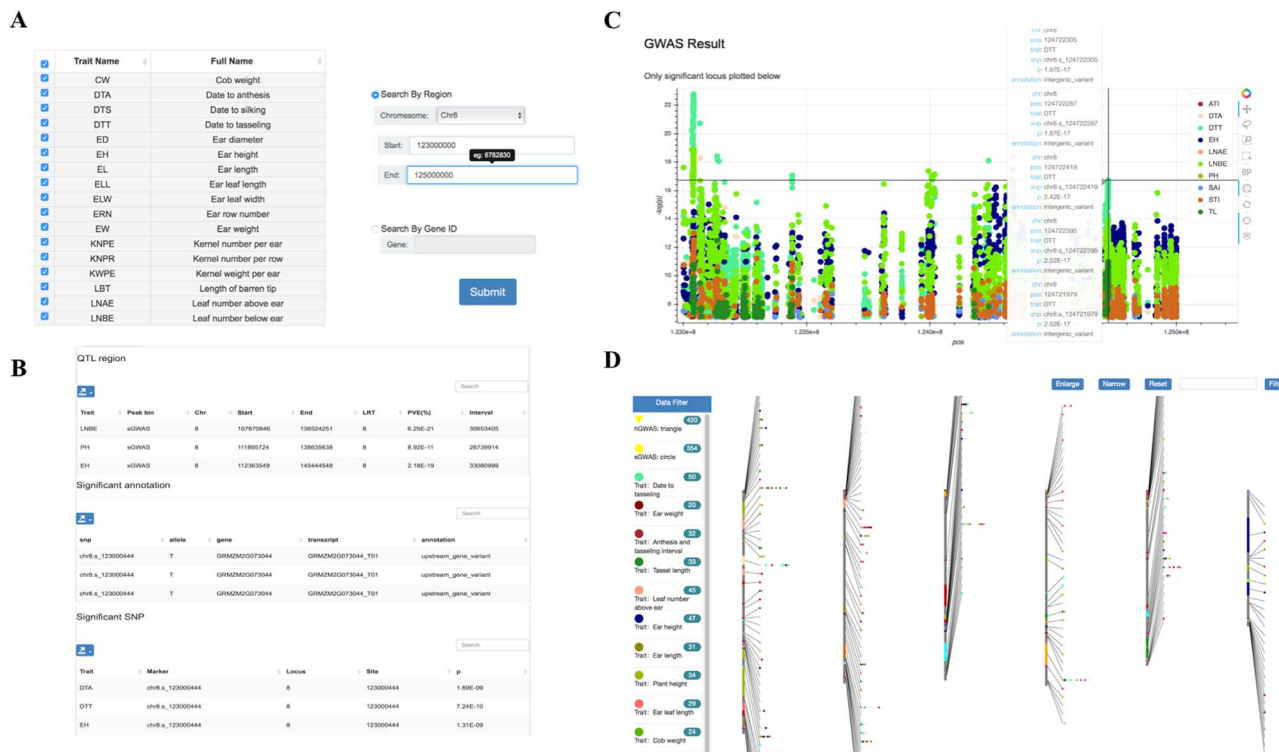 A
Trait Name Full Name
CW Cob weight
DTA Date to anthesis
DTS Date to silking
DTT Date to tasseling
ED Ear diameter
EH Ear height
EL Ear length
ELL Ear leaf length
ELW Ear leaf width
ERN Ear row number
EW Ear weight
KNPE Kernel number per ear
KNPR Kernel number per row
KWPE Kernel weight per ear
LBT Length of barren tip
LNAE Leaf number above ear
LNBE Leaf number below ear
Search By Region
Chromesome: Chr8
Start: 123000000
eg: 6782830
End: 125000000
Search By Gene ID
Gene:
Submit
B
QTL region
Search
Trait Peak bin Chr Start End LRT PVE(%) Interval
LNBE sGWAS 8 107870846 138524251 8 6.25E-21 30653405
PH sGWAS 8 111895724 138635638 8 8.92E-11 26739914
EH sGWAS 8 112363549 145444548 8 2.18E-19 33080999
Significant annotation
Search
snp allele gene transcript annotation
chr8.s_123000444 T GRMZM2G073044 GRMZM2G073044_T01 upstream_gene_variant
chr8.s_123000444 T GRMZM2G073044 GRMZM2G073044_T01 upstream_gene_variant
chr8.s_123000444 T GRMZM2G073044 GRMZM2G073044_T01 upstream_gene_variant
Significant SNP
Search
Trait Marker Locus Site p
DTA chr8.s_123000444 8 123000444 1.69E-09
DTT chr8.s_123000444 8 123000444 7.24E-10
EH chr8.s_123000444 8 123000444 1.31E-09
C
GWAS Result
Only significant locus plotted below
22
20
18
16
14
12
10
8
-log(p)
1.230e+8 1.235e+8 1.240e+8 1.250e+8
pos
chr: chr8
pos: 124722305
trait: DTT
snp: chr8.s_124722305
p: 1.87E-17
annotation: intergenic_variant
chr: chr8
pos: 124722287
trait: DTT
snp: chr8.s_124722287
p: 1.87E-17
annotation: intergenic_variant
chr: chr8
pos: 124722419
trait: DTT
snp: chr8.s_124722419
p: 2.42E-17
annotation: intergenic_variant
chr: chr8
pos: 124722395
trait: DTT
snp: chr8.s_124722395
p: 2.52E-17
annotation: intergenic_variant
chr: chr8
pos: 124721979
trait: DTT
snp: chr8.s_124721979
p: 2.52E-17
annotation: intergenic_variant
ATI
DTA
DTT
EH
LNAE
LNBE
PH
SAI
STI
TL
D
Enlarge Narrow Reset
Data Filter
420
hGWAS: triangle
354
sGWAS: circle
50
Trait: Date to
tasseling
20
Trait: Ear weight
32
Trait: Anthesis and
tasseling interval
33
Trait: Tassel length
45
Trait: Leaf number
above ear
47
Trait: Ear height
31
Trait: Ear length
34
Trait: Plant height
29
Trait: Ear leaf length
24
Trait: Cob weight